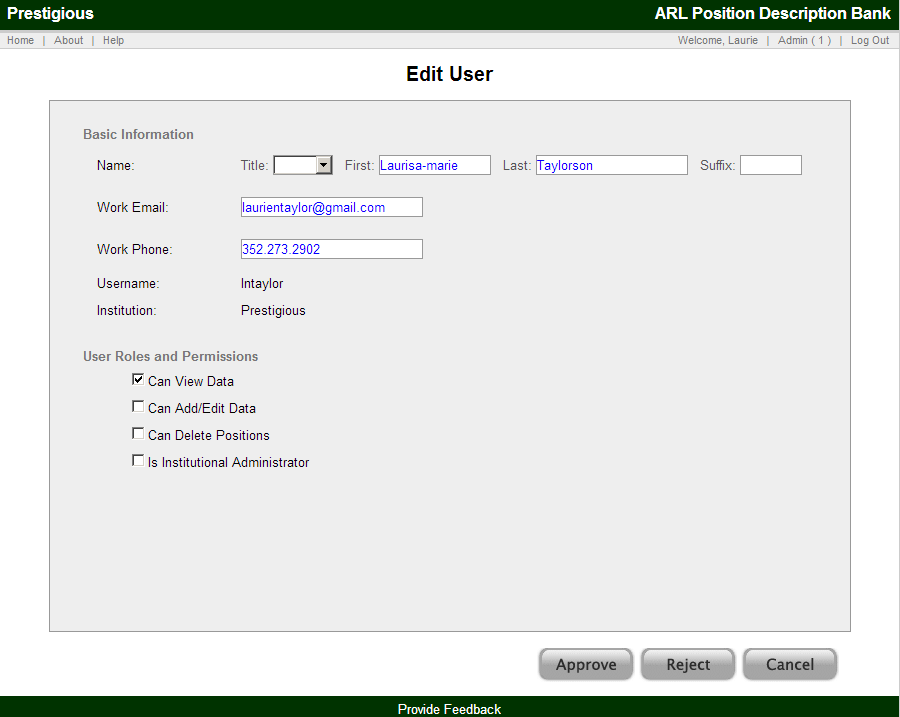 Prestigious ARL Position Description Bank
Home | About | Help Welcome, Laurie | Admin ( 1 ) | Log Out
Edit User
Basic Information
Name: Title: First: Laurisa-marie Last: Taylorson Suffix:
Work Email: laurientaylor@gmail.com
Work Phone: 352.273.2902
Username: lntaylor
Institution: Prestigious
User Roles and Permissions
Can View Data
Can Add/Edit Data
Can Delete Positions
Is Institutional Administrator
Approve Reject Cancel
Provide Feedback